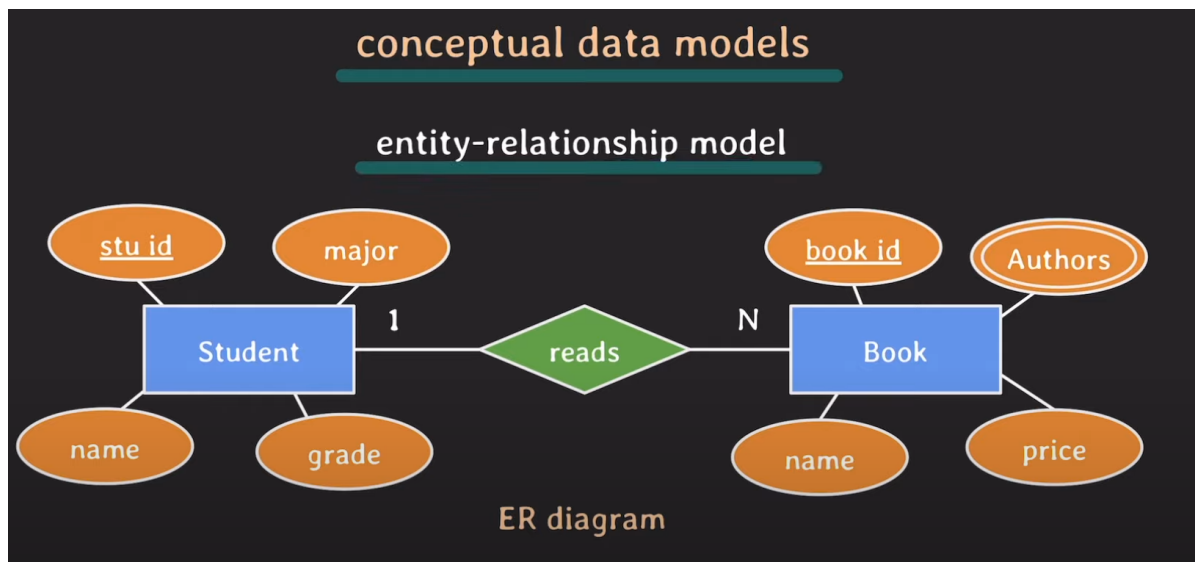 conceptual data models
entity-relationship model
stu id
major
book id
Authors
1
N
Student
reads
Book
name
grade
name
price
ER diagram